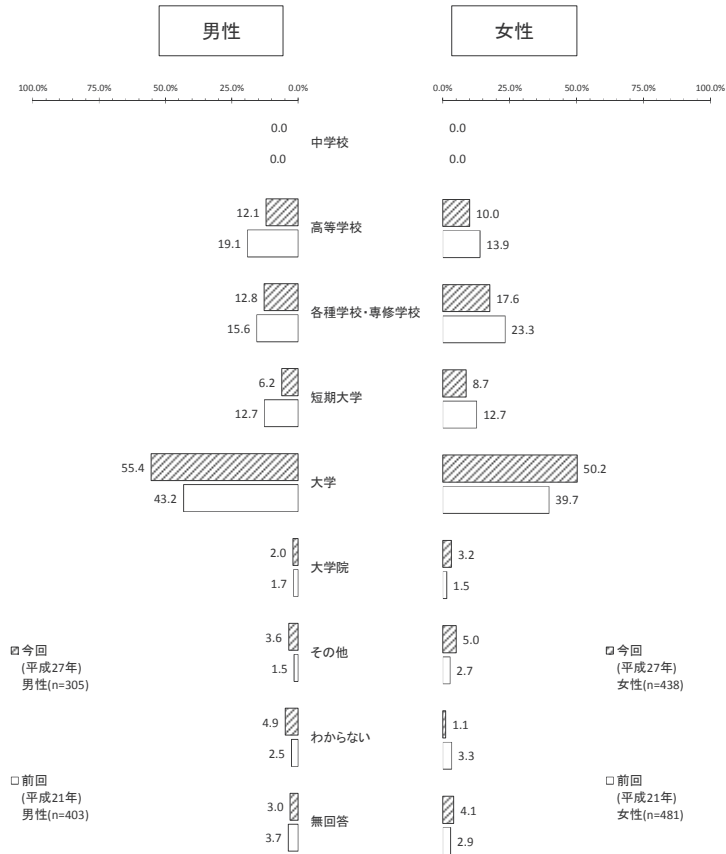 男性 女性
100.0% 75.0% 50.0% 25.0% 0.0% 0.0% 25.0% 50.0% 75.0% 100.0%
0.0 0.0
中学校
0.0 0.0
12.1 10.0
高等学校
19.1 13.9
12.8 17.6
各種学校・専修学校
15.6 23.3
6.2 8.7
短期大学
12.7 12.7
55.4 50.2
大学
43.2 39.7
2.0 3.2
大学院
1.7 1.5
3.6 5.0
その他
1.5 2.7
今回
(平成27年)
男性(n=305)
今回
(平成27年)
女性(n=438)
4.9 1.1
わからない
2.5 3.3
前回
(平成21年)
男性(n=403)
前回
(平成21年)
女性(n=481)
3.0 4.1
無回答
3.7 2.9